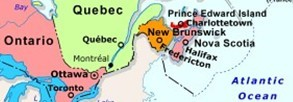 Bay
Quebec
Prince Edward Island
Charlottetown
Ontario
Québec
New Brunswick
Nova Scotia
Montréal
Halifax
Fredericton
Ottawa
Toronto
Atlantic
Ocean